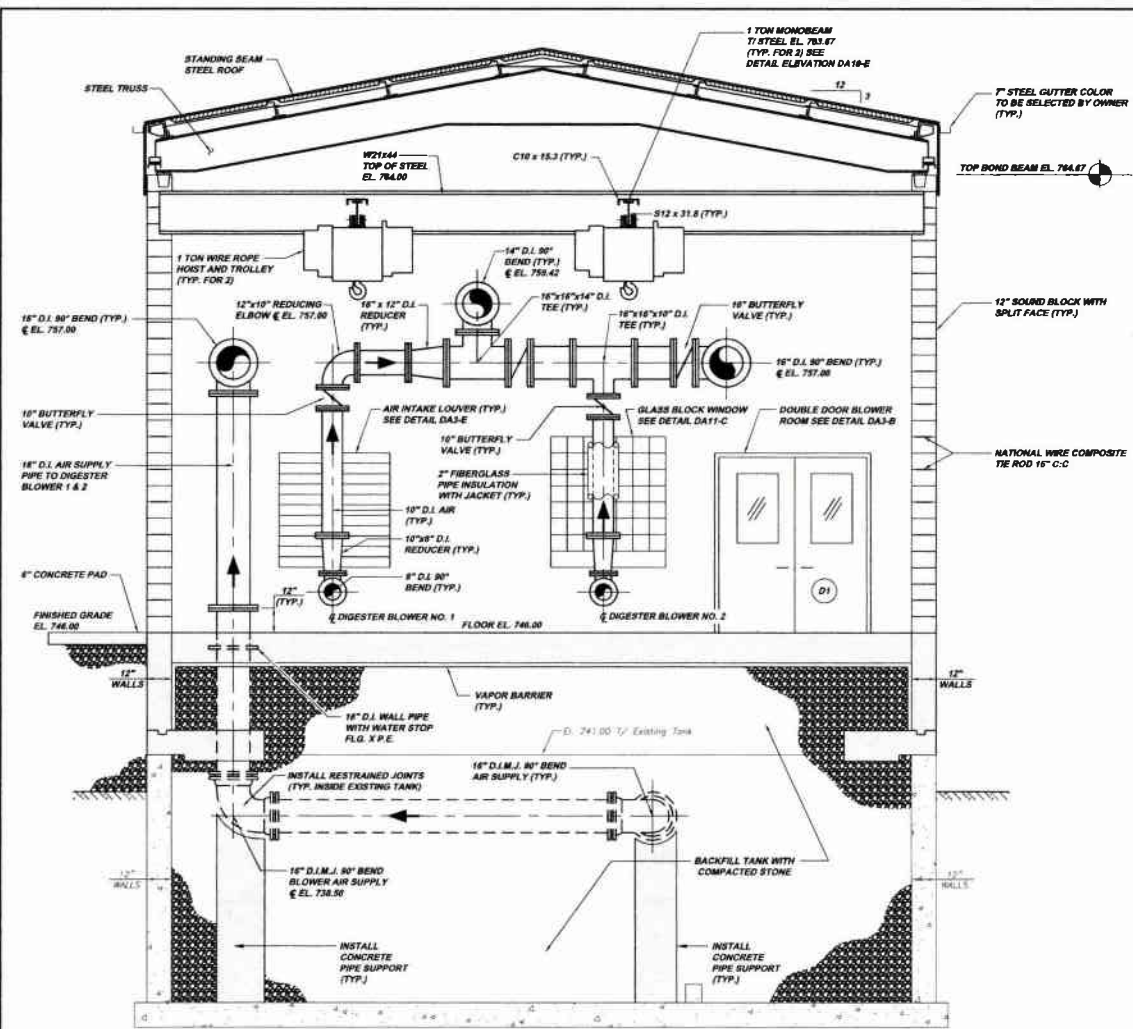 1 TON MONOBEAM
T/ STEEL EL. 763.67
(TYP. FOR 2) SEE
DETAIL ELEVATION DA10-E
STANDING SEAM
STEEL ROOF
STEEL TRUSS
12
3
7" STEEL GUTTER COLOR
TO BE SELECTED BY OWNER
(TYP.)
W21x44
TOP OF STEEL
EL. 764.00
C10 x 15.3 (TYP.)
TOP BOND BEAM EL. 764.67
S12 x 31.8 (TYP.)
1 TON WIRE ROPE
HOIST AND TROLLEY
(TYP. FOR 2)
14" D.I. 90°
BEND (TYP.)
℄ EL. 759.42
16" D.I. 90° BEND (TYP.)
℄ EL. 757.00
12"x10" REDUCING
ELBOW ℄ EL. 757.00
16" x 12" D.I.
REDUCER
(TYP.)
16"x16"x14" D.I.
TEE (TYP.)
16"x16"x10" D.I.
TEE (TYP.)
16" BUTTERFLY
VALVE (TYP.)
12" SOUND BLOCK WITH
SPLIT FACE (TYP.)
16" D.I. 90° BEND (TYP.)
℄ EL. 757.00
10" BUTTERFLY
VALVE (TYP.)
AIR INTAKE LOUVER (TYP.)
SEE DETAIL DA3-E
GLASS BLOCK WINDOW
SEE DETAIL DA11-C
DOUBLE DOOR BLOWER
ROOM SEE DETAIL DA3-B
10" BUTTERFLY
VALVE (TYP.)
16" D.I. AIR SUPPLY
PIPE TO DIGESTER
BLOWER 1 & 2
2" FIBERGLASS
PIPE INSULATION
WITH JACKET (TYP.)
NATIONAL WIRE COMPOSITE
TIE ROD 16" C:C
10" D.I. AIR
(TYP.)
10"x8" D.I.
REDUCER (TYP.)
6" CONCRETE PAD
8" D.I. 90°
BEND (TYP.)
12"
(TYP.)
D1
FINISHED GRADE
EL. 746.00
℄ DIGESTER BLOWER NO. 1
FLOOR EL. 746.00
℄ DIGESTER BLOWER NO. 2
12"
WALLS
12"
WALLS
VAPOR BARRIER
(TYP.)
16" D.I. WALL PIPE
WITH WATER STOP
FLG. X P.E.
El. 741.00 T/ Existing Tank
INSTALL RESTRAINED JOINTS
(TYP. INSIDE EXISTING TANK)
16" D.I.M.J. 90° BEND
AIR SUPPLY (TYP.)
BACKFILL TANK WITH
COMPACTED STONE
16" D.I.M.J. 90° BEND
BLOWER AIR SUPPLY
℄ EL. 738.50
12"
WALLS
12"
WALLS
INSTALL
CONCRETE
PIPE SUPPORT
(TYP.)
INSTALL
CONCRETE
PIPE SUPPORT
(TYP.)